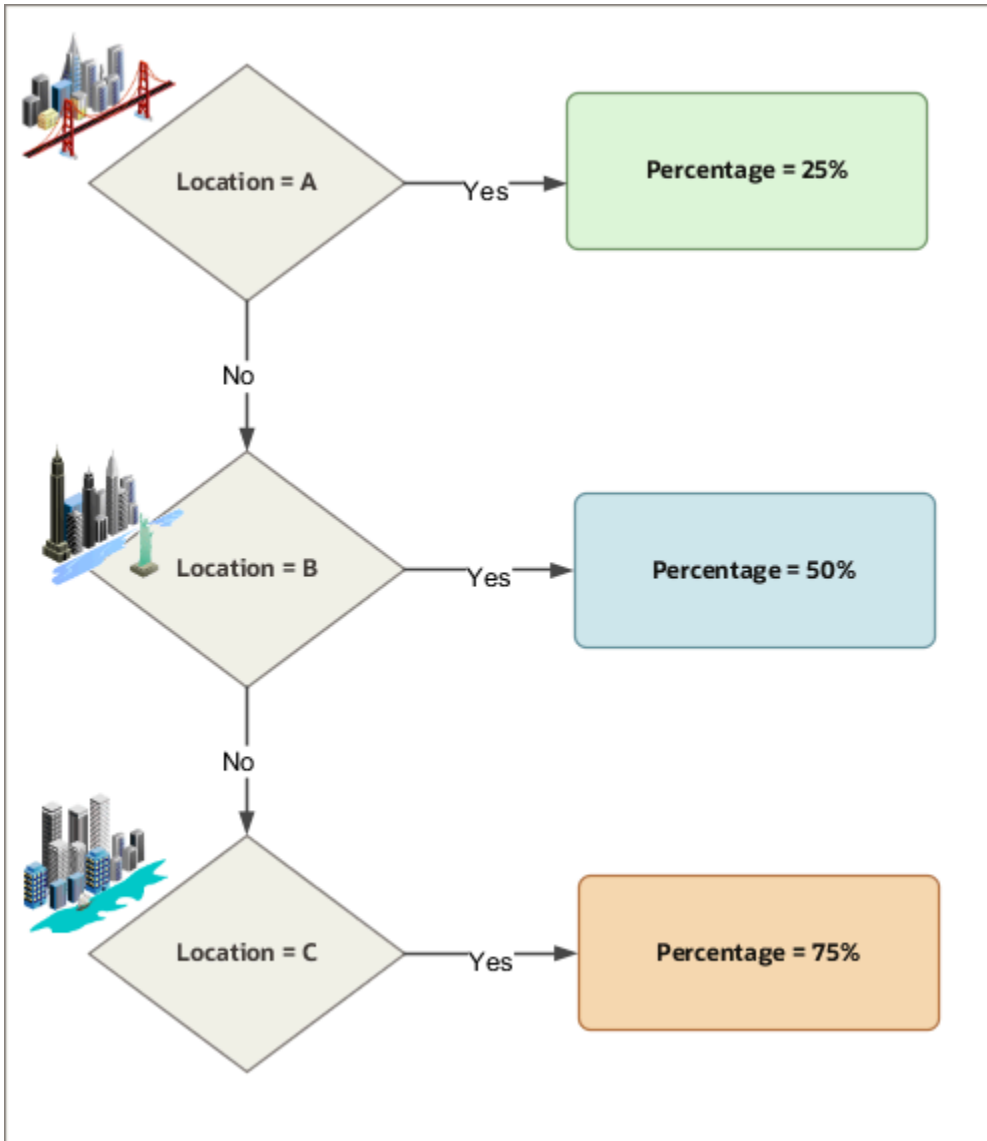 Location = A
Yes
Percentage = 25%
No
Location = B
Yes
Percentage = 50%
No
Location = C
Yes
Percentage = 75%